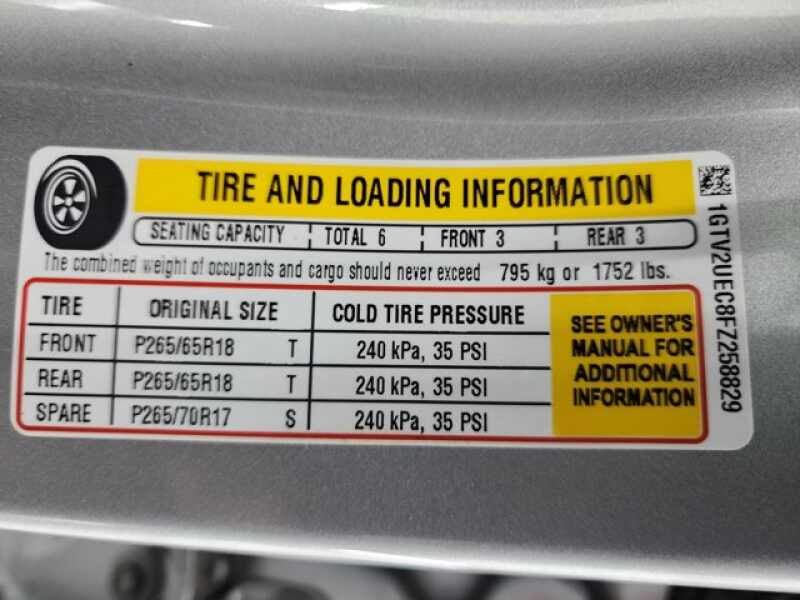 TIRE AND LOADING INFORMATION
SEATING CAPACITY TOTAL 6 FRONT 3 REAR 3
The combined weight of occupants and cargo should never exceed 795 kg or 1752 lbs.
TIRE ORIGINAL SIZE COLD TIRE PRESSURE
FRONT P265/65R18 T 240 kPa, 35 PSI
REAR P265/65R18 T 240 kPa, 35 PSI
SPARE P265/70R17 S 240 kPa, 35 PSI
SEE OWNER'S
MANUAL FOR
ADDITIONAL
INFORMATION
1GTV2UEC8FZ258829